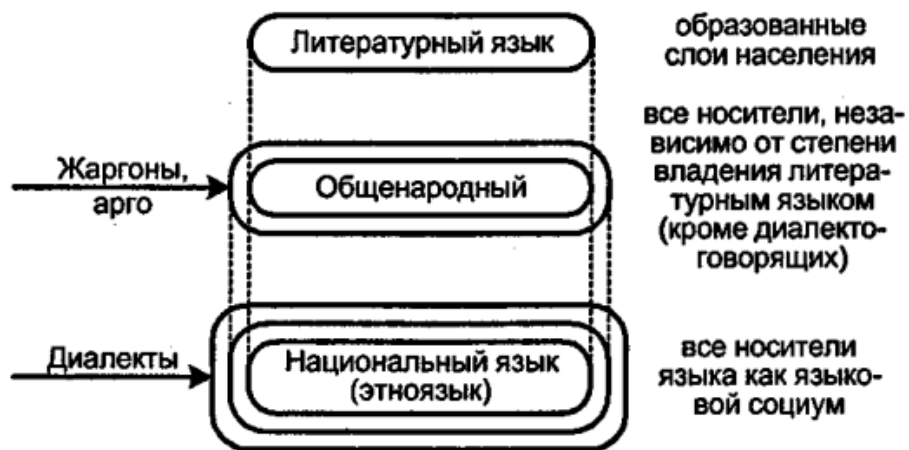 Литературный язык
образованные
слои населения
Жаргоны,
арго
Общенародный
все носители, неза-
висимо от степени
владения литера-
турным языком
(кроме диалекто-
говорящих)
Диалекты
Национальный язык
(этноязык)
все носители
языка как языко-
вой социум